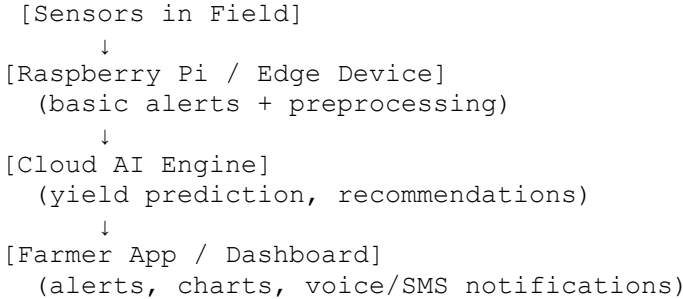 [Sensors in Field]
↓
[Raspberry Pi / Edge Device]
(basic alerts + preprocessing)
↓
[Cloud AI Engine]
(yield prediction, recommendations)
↓
[Farmer App / Dashboard]
(alerts, charts, voice/SMS notifications)